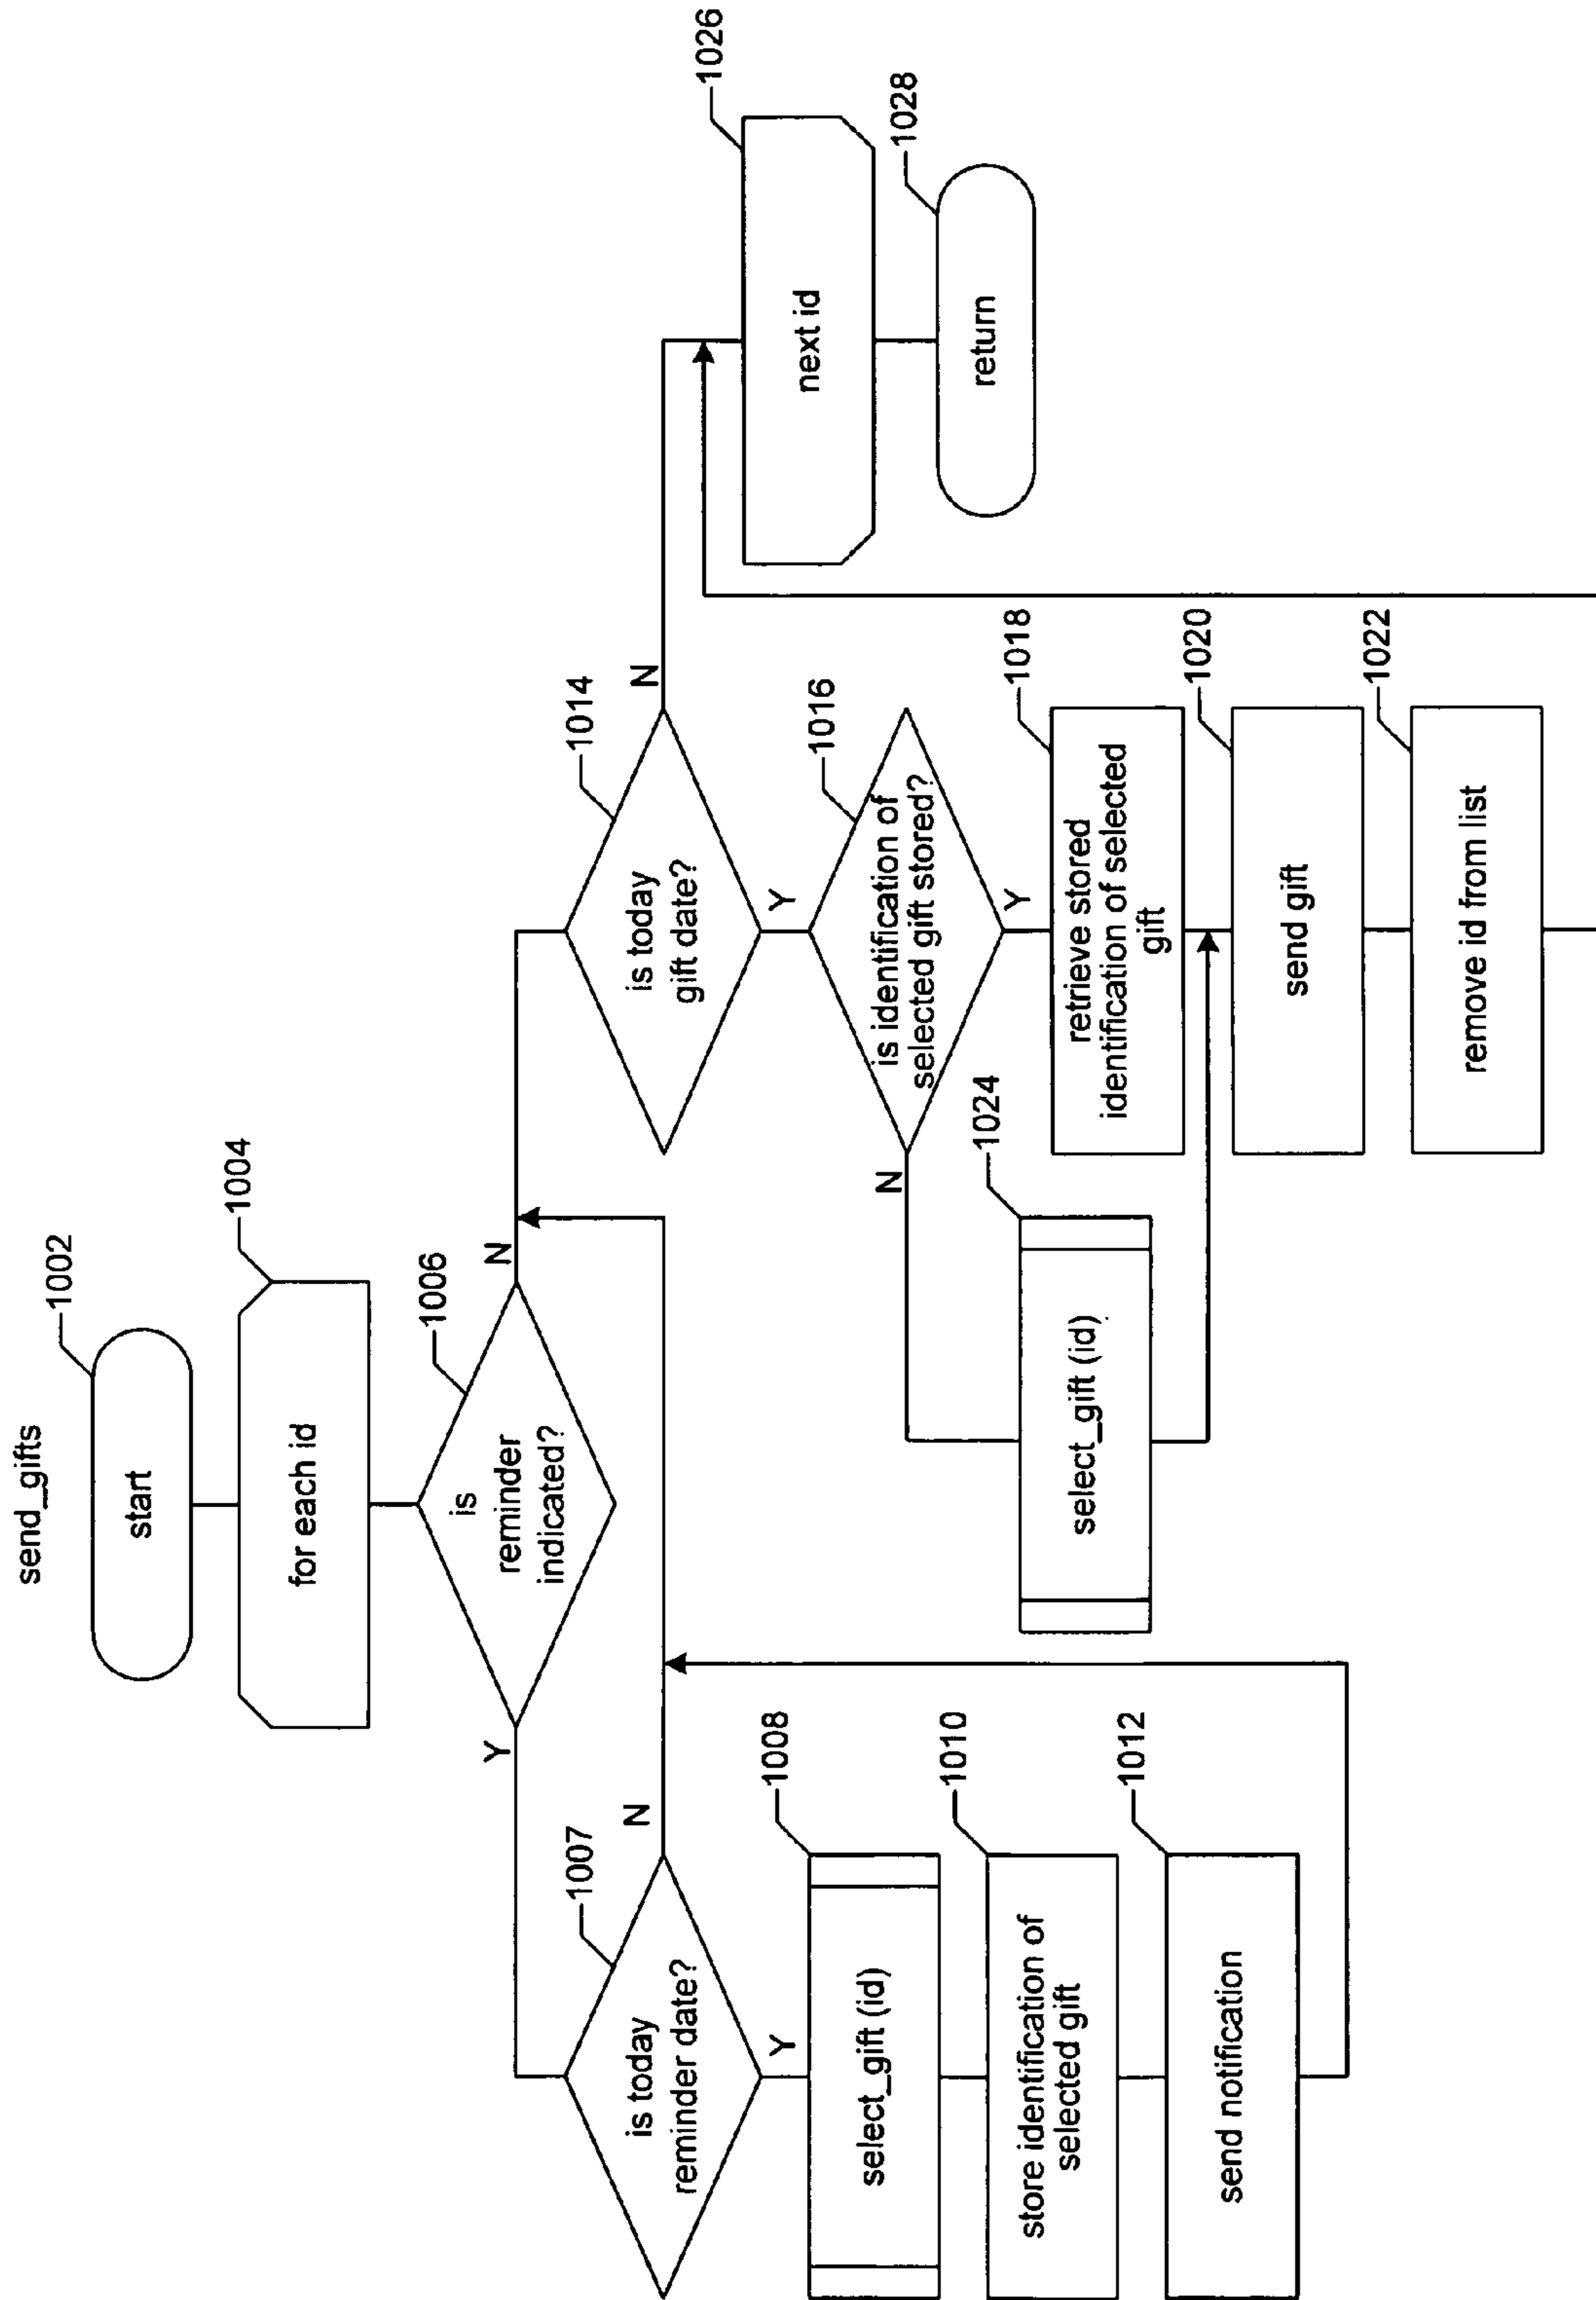 send_gifts
1002
start
1004
for each id
1006
is
reminder
indicated?
Y
N
1007
is today
reminder date?
N
Y
1008
select_gift (id)
1010
store identification of
selected gift
1012
send notification
1014
is today
gift date?
N
Y
1016
is identification of
selected gift stored?
N
Y
1024
select_gift (id)
1018
retrieve stored
identification of selected
gift
1020
send gift
1022
remove id from list
1026
next id
1028
return